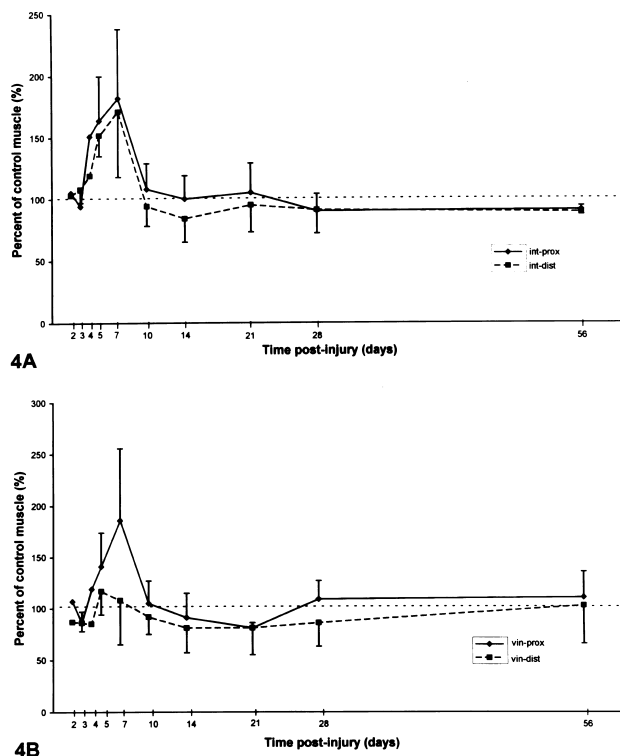 250
200
150
100
50
0
Percent of control muscle (%)
int-prox
int-dist
2 3 4 5 7 10 14 21 28 56
Time post-injury (days)
4A
300
250
200
150
100
50
0
Percent of control muscle (%)
vin-prox
vin-dist
2 3 4 5 7 10 14 21 28 56
Time post-injury (days)
4B